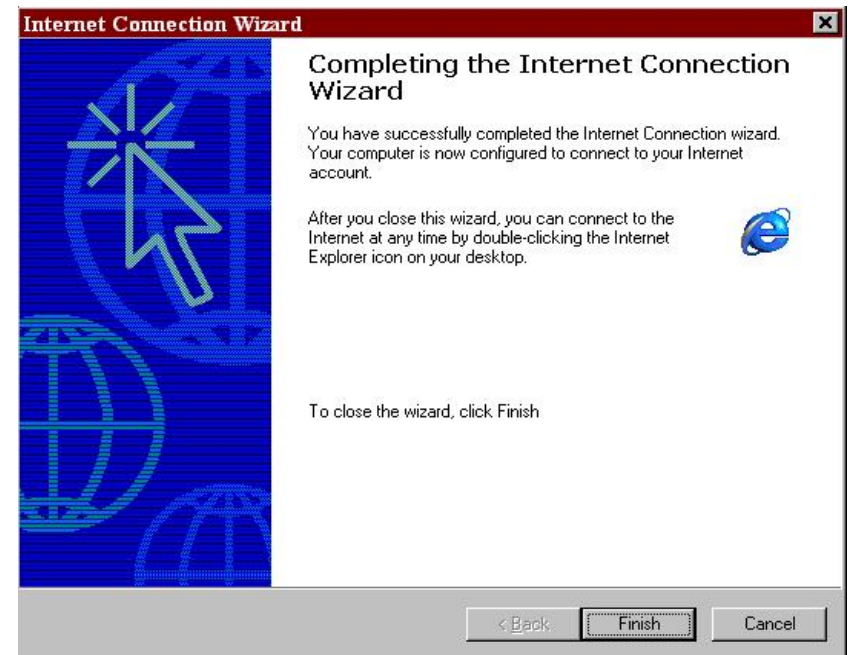 Internet Connection Wizard
Completing the Internet Connection
Wizard
You have successfully completed the Internet Connection wizard.
Your computer is now configured to connect to your Internet
account.
After you close this wizard, you can connect to the
Internet at any time by double-clicking the Internet
Explorer icon on your desktop.
To close the wizard, click Finish
< Back
Finish
Cancel